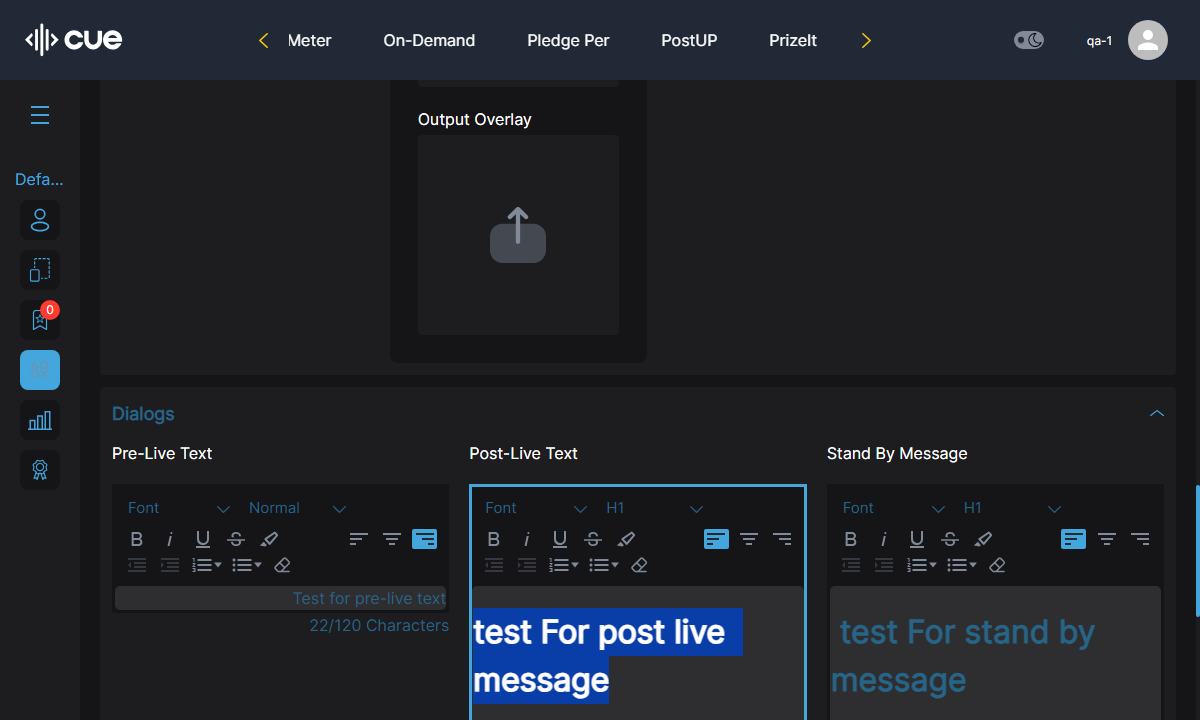 cue
Meter
On-Demand
Pledge Per
PostUP
PrizeIt
qa-1
Defa...
0
Output Overlay
Dialogs
Pre-Live Text
Post-Live Text
Stand By Message
Font
Normal
Font
H1
Font
H1
B i U S
B i U S
B i U S
Test for pre-live text
22/120 Characters
test For post live
message
test For stand by
message